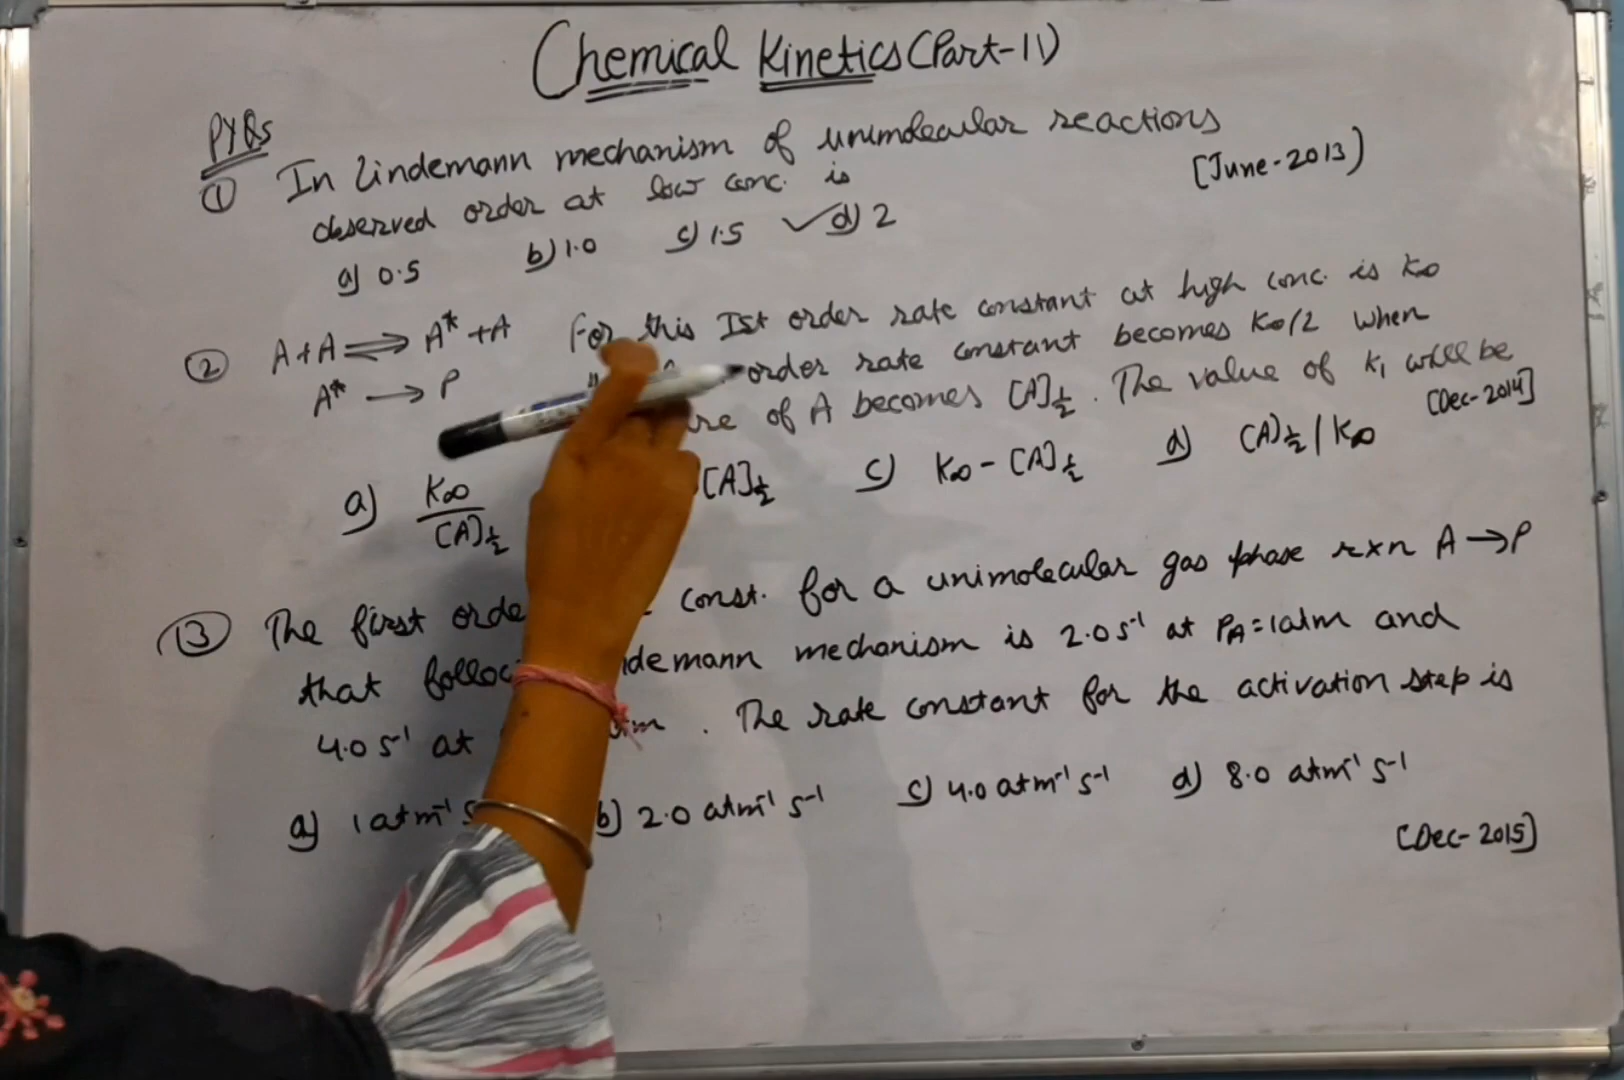 Chemical Kinetics (Part-11)
PYQs
① In Lindemann mechanism of unimolecular reactions
observed order at low conc. is
[June-2013)
a) 0.5 b) 1.0 c) 1.5 ✓ d) 2
② A+A ⇌ A* +A For this Ist order rate constant at high conc. is K∞
A* → P order rate constant becomes K∞/2 when
of A becomes [A]½. The value of K₁ will be
[Dec-2014]
a) K∞/[A]½ [A]½ c) K∞ - [A]½ d) [A]½ / K∞
③ The first const. for a unimolecular gas phase rxn A → P
that mechanism is 2.0 s⁻¹ at PA = 1atm and
4.0 s⁻¹ at . The rate constant for the activation step is
a) 1 atm⁻¹ b) 2.0 atm⁻¹ s⁻¹ c) 4.0 atm⁻¹ s⁻¹ d) 8.0 atm⁻¹ s⁻¹
[Dec-2015]